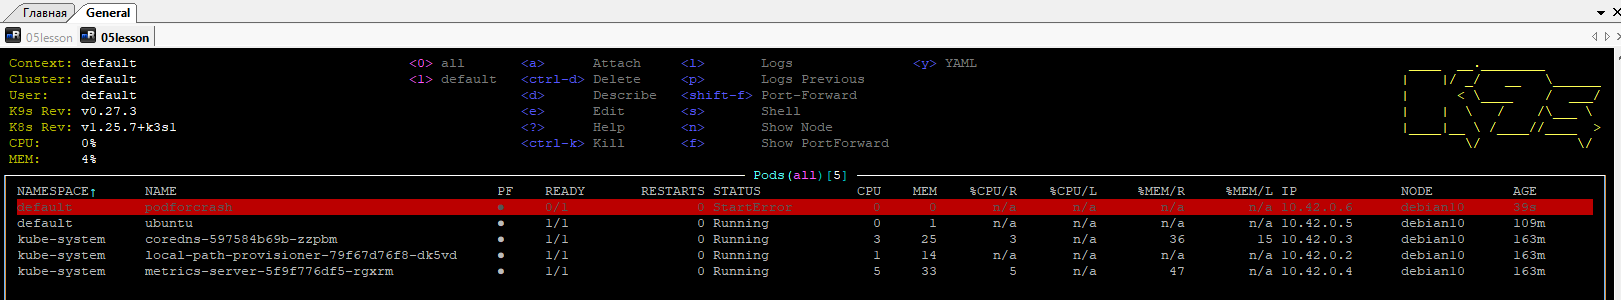 Главная General
05lesson 05lesson
Context: default <0> all <a> Attach <l> Logs <y> YAML
Cluster: default <1> default <ctrl-d> Delete <p> Logs Previous
User: default <d> Describe <shift-f> Port-Forward
K9s Rev: v0.27.3 <e> Edit <s> Shell
K8s Rev: v1.25.7+k3s1 <?> Help <n> Show Node
CPU: 0% <ctrl-k> Kill <f> Show PortForward
MEM: 4%
Pods(all)[5]
NAMESPACE↑ NAME PF READY RESTARTS STATUS CPU MEM %CPU/R %CPU/L %MEM/R %MEM/L IP NODE AGE
default podforcrash ● 0/1 0 StartError 0 0 n/a n/a n/a n/a 10.42.0.6 debian10 39s
default ubuntu ● 1/1 0 Running 0 1 n/a n/a n/a n/a 10.42.0.5 debian10 109m
kube-system coredns-597584b69b-zzpbm ● 1/1 0 Running 3 25 3 n/a 36 15 10.42.0.3 debian10 163m
kube-system local-path-provisioner-79f67d76f8-dk5vd ● 1/1 0 Running 1 14 n/a n/a n/a n/a 10.42.0.2 debian10 163m
kube-system metrics-server-5f9f776df5-rgxrm ● 1/1 0 Running 5 33 5 n/a 47 n/a 10.42.0.4 debian10 163m